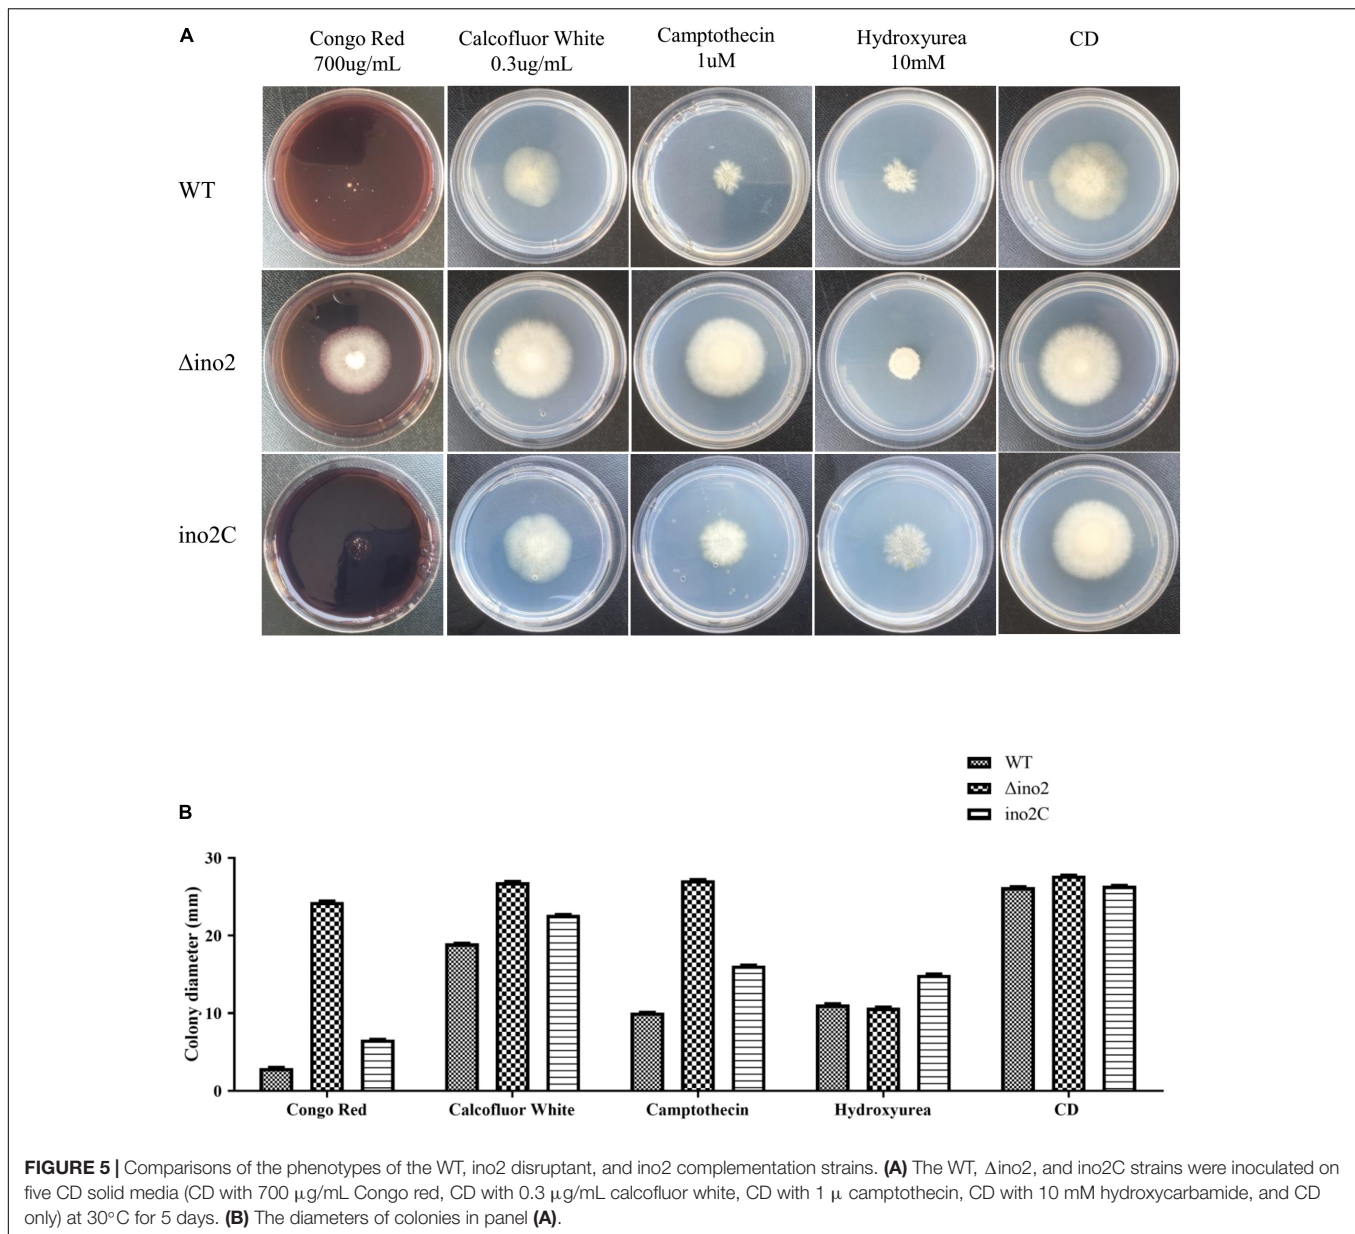 A
Congo Red
700ug/mL
Calcofluor White
0.3ug/mL
Camptothecin
1uM
Hydroxyurea
10mM
CD
WT
Δino2
ino2C
B
WT
Δino2
ino2C
Colony diameter (mm)
30
20
10
0
Congo Red
Calcofluor White
Camptothecin
Hydroxyurea
CD
FIGURE 5 | Comparisons of the phenotypes of the WT, ino2 disruptant, and ino2 complementation strains. (A) The WT, Δino2, and ino2C strains were inoculated on
five CD solid media (CD with 700 μg/mL Congo red, CD with 0.3 μg/mL calcofluor white, CD with 1 μ camptothecin, CD with 10 mM hydroxycarbamide, and CD
only) at 30°C for 5 days. (B) The diameters of colonies in panel (A).